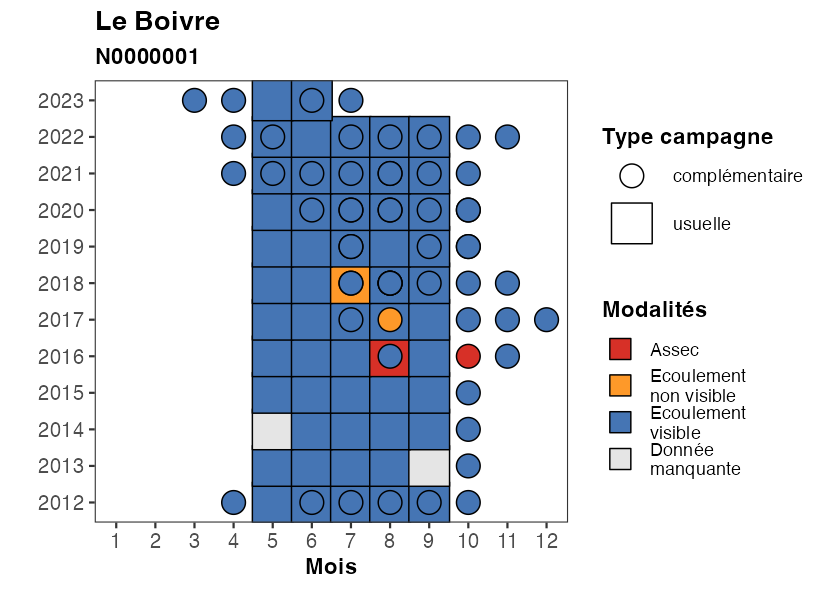 Le Boivre
N0000001
2023
2022
2021
2020
2019
2018
2017
2016
2015
2014
2013
2012
1 2 3 4 5 6 7 8 9 10 11 12
Mois
Type campagne
complémentaire
usuelle
Modalités
Assec
Ecoulement
non visible
Ecoulement
visible
Donnée
manquante